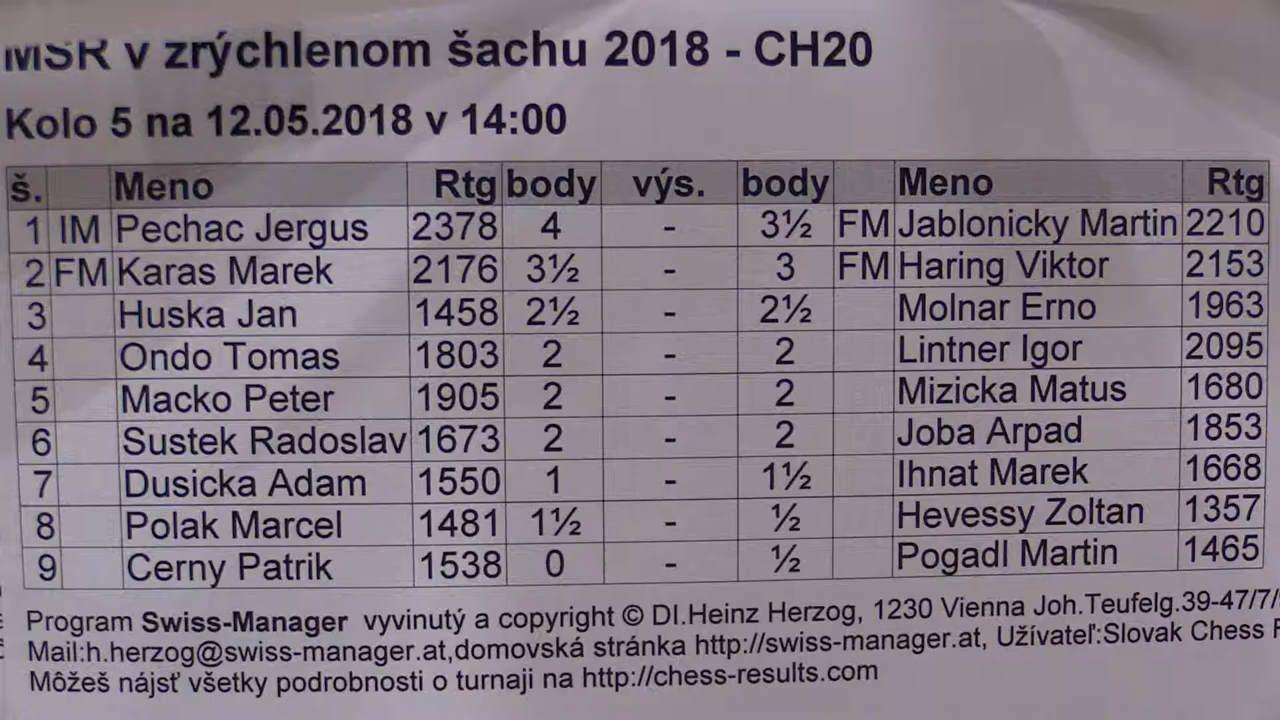 MSR v zrýchlenom šachu 2018 - CH20
Kolo 5 na 12.05.2018 v 14:00
š. Meno Rtg body výs. body Meno Rtg
1 IM Pechac Jergus 2378 4 - 3½ FM Jablonicky Martin 2210
2 FM Karas Marek 2176 3½ - 3 FM Haring Viktor 2153
3 Huska Jan 1458 2½ - 2½ Molnar Erno 1963
4 Ondo Tomas 1803 2 - 2 Lintner Igor 2095
5 Macko Peter 1905 2 - 2 Mizicka Matus 1680
6 Sustek Radoslav 1673 2 - 2 Joba Arpad 1853
7 Dusicka Adam 1550 1 - 1½ Ihnat Marek 1668
8 Polak Marcel 1481 1½ - ½ Hevessy Zoltan 1357
9 Cerny Patrik 1538 0 - ½ Pogadl Martin 1465
Program Swiss-Manager vyvinutý a copyright © DI.Heinz Herzog, 1230 Vienna Joh.Teufelg.39-47/7/
Mail:h.herzog@swiss-manager.at,domovská stránka http://swiss-manager.at, Užívateľ:Slovak Chess
Môžeš nájsť všetky podrobnosti o turnaji na http://chess-results.com